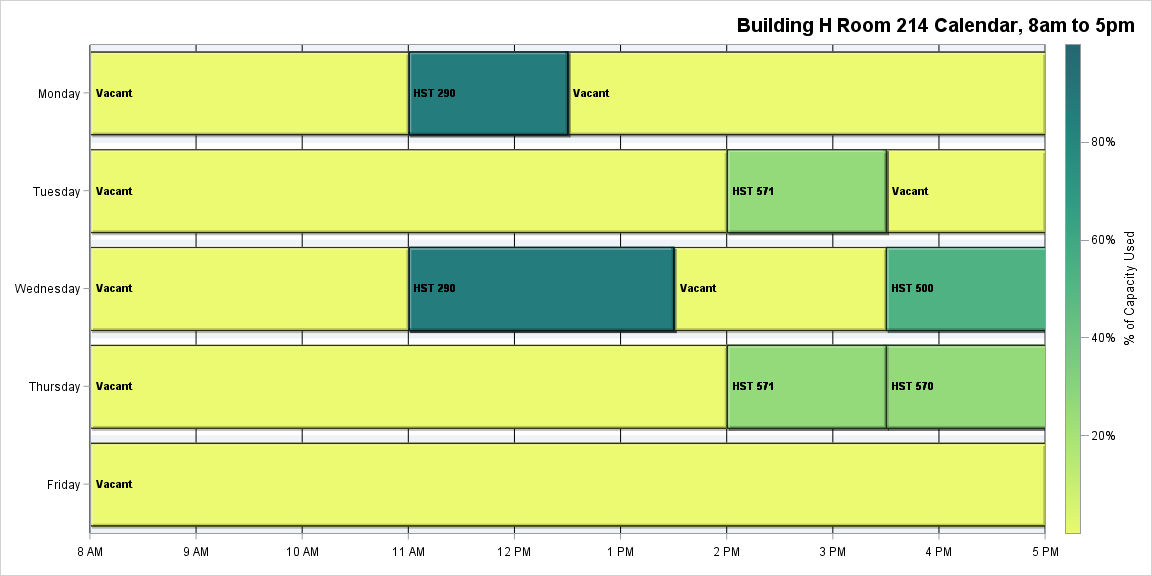 Building H Room 214 Calendar, 8am to 5pm
Monday
Vacant
HST 290
Vacant
Tuesday
Vacant
HST 571
Vacant
Wednesday
Vacant
HST 290
Vacant
HST 500
Thursday
Vacant
HST 571
HST 570
Friday
Vacant
8 AM
9 AM
10 AM
11 AM
12 PM
1 PM
2 PM
3 PM
4 PM
5 PM
80%
60%
40%
20%
% of Capacity Used